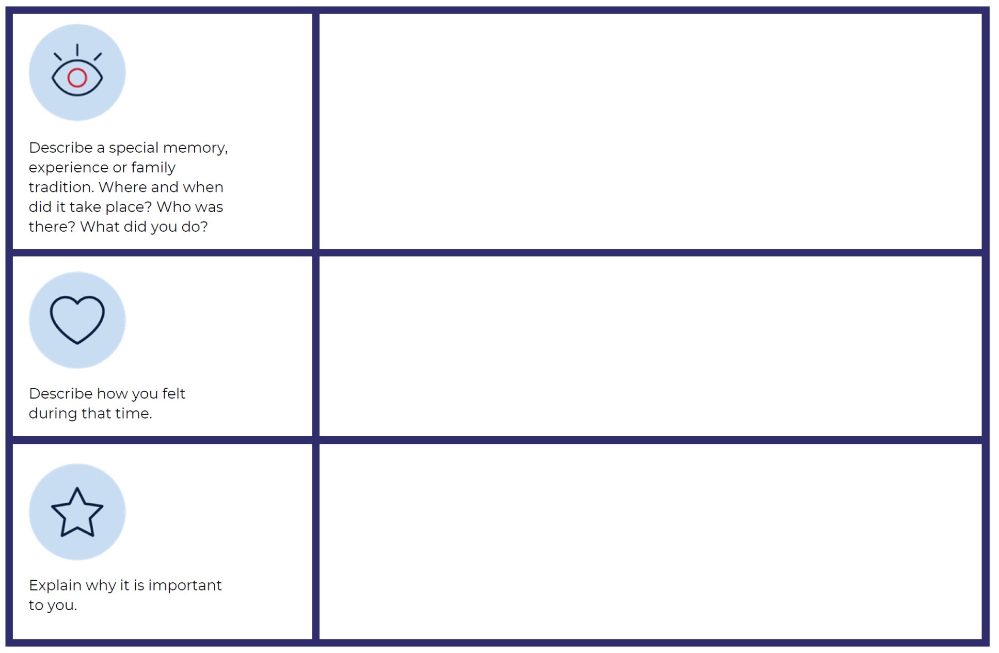 Describe a special memory,
experience or family
tradition. Where and when
did it take place? Who was
there? What did you do?
Describe how you felt
during that time.
Explain why it is important
to you.